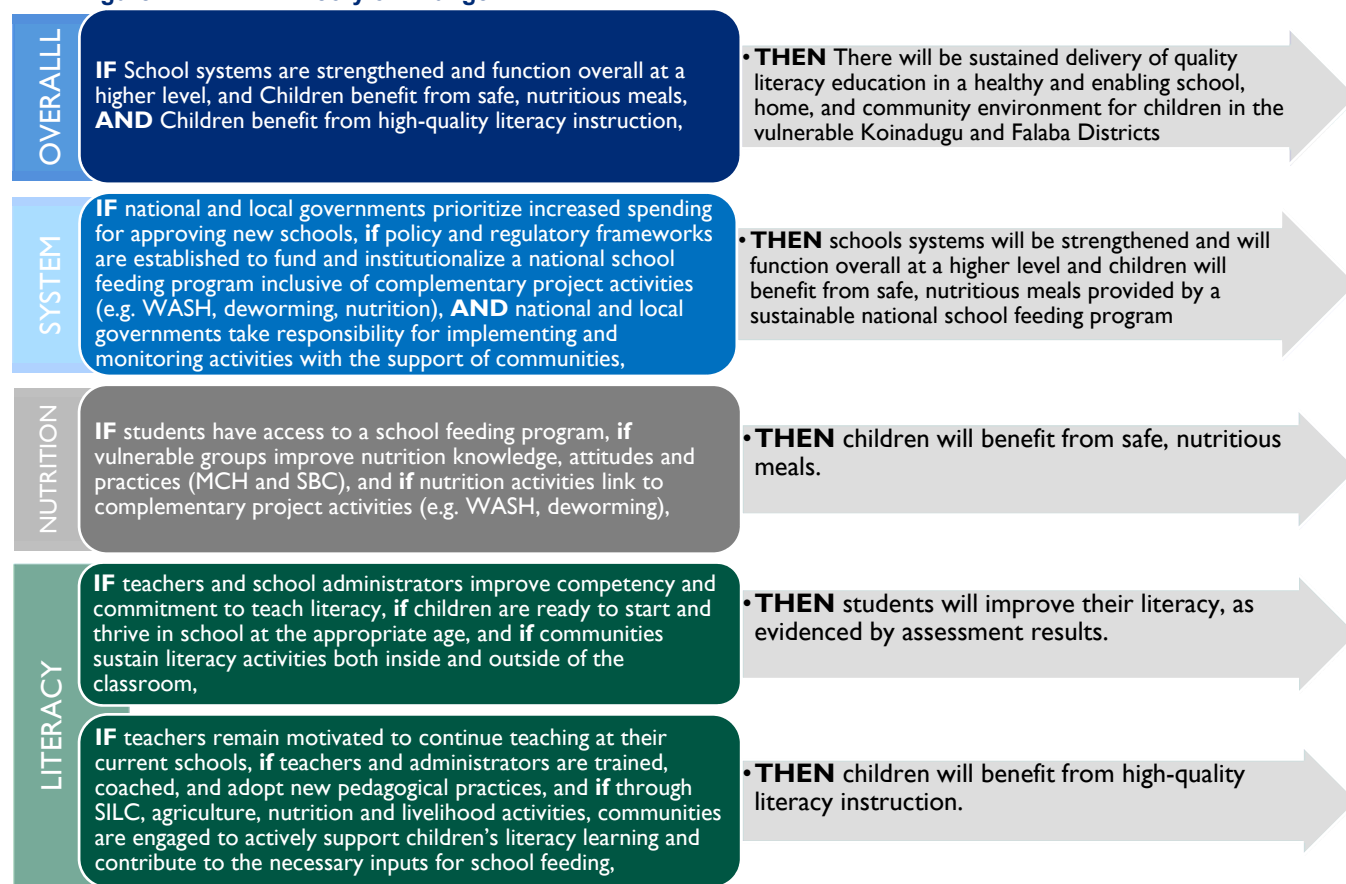 OVERALLL
IF School systems are strengthened and function overall at a
higher level, and Children benefit from safe, nutritious meals,
AND Children benefit from high-quality literacy instruction,
• THEN There will be sustained delivery of quality
literacy education in a healthy and enabling school,
home, and community environment for children in the
vulnerable Koinadugu and Falaba Districts
SYSTEM
IF national and local governments prioritize increased spending
for approving new schools, if policy and regulatory frameworks
are established to fund and institutionalize a national school
feeding program inclusive of complementary project activities
(e.g. WASH, deworming, nutrition), AND national and local
governments take responsibility for implementing and
monitoring activities with the support of communities,
• THEN schools systems will be strengthened and will
function overall at a higher level and children will
benefit from safe, nutritious meals provided by a
sustainable national school feeding program
NUTRITION
IF students have access to a school feeding program, if
vulnerable groups improve nutrition knowledge, attitudes and
practices (MCH and SBC), and if nutrition activities link to
complementary project activities (e.g. WASH, deworming),
• THEN children will benefit from safe, nutritious
meals.
LITERACY
IF teachers and school administrators improve competency and
commitment to teach literacy, if children are ready to start and
thrive in school at the appropriate age, and if communities
sustain literacy activities both inside and outside of the
classroom,
• THEN students will improve their literacy, as
evidenced by assessment results.
IF teachers remain motivated to continue teaching at their
current schools, if teachers and administrators are trained,
coached, and adopt new pedagogical practices, and if through
SILC, agriculture, nutrition and livelihood activities, communities
are engaged to actively support children's literacy learning and
contribute to the necessary inputs for school feeding,
• THEN children will benefit from high-quality
literacy instruction.